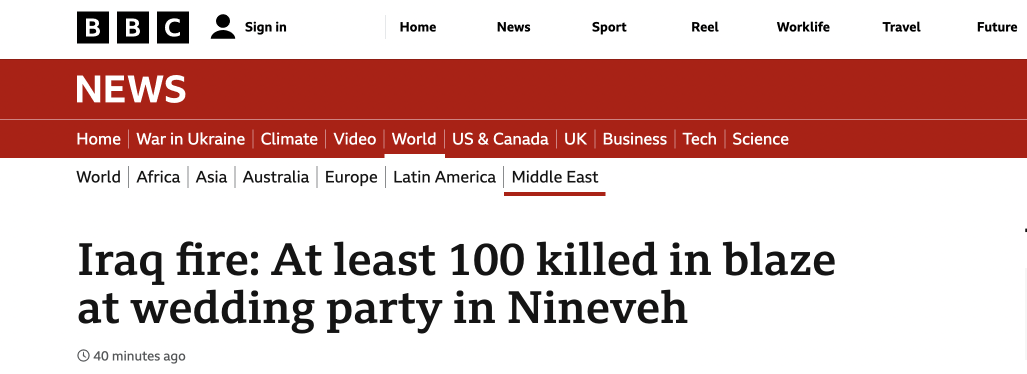 BBC Sign in Home News Sport Reel Worklife Travel Future
NEWS
Home War in Ukraine Climate Video World US & Canada UK Business Tech Science
World Africa Asia Australia Europe Latin America Middle East
Iraq fire: At least 100 killed in blaze
at wedding party in Nineveh
40 minutes ago